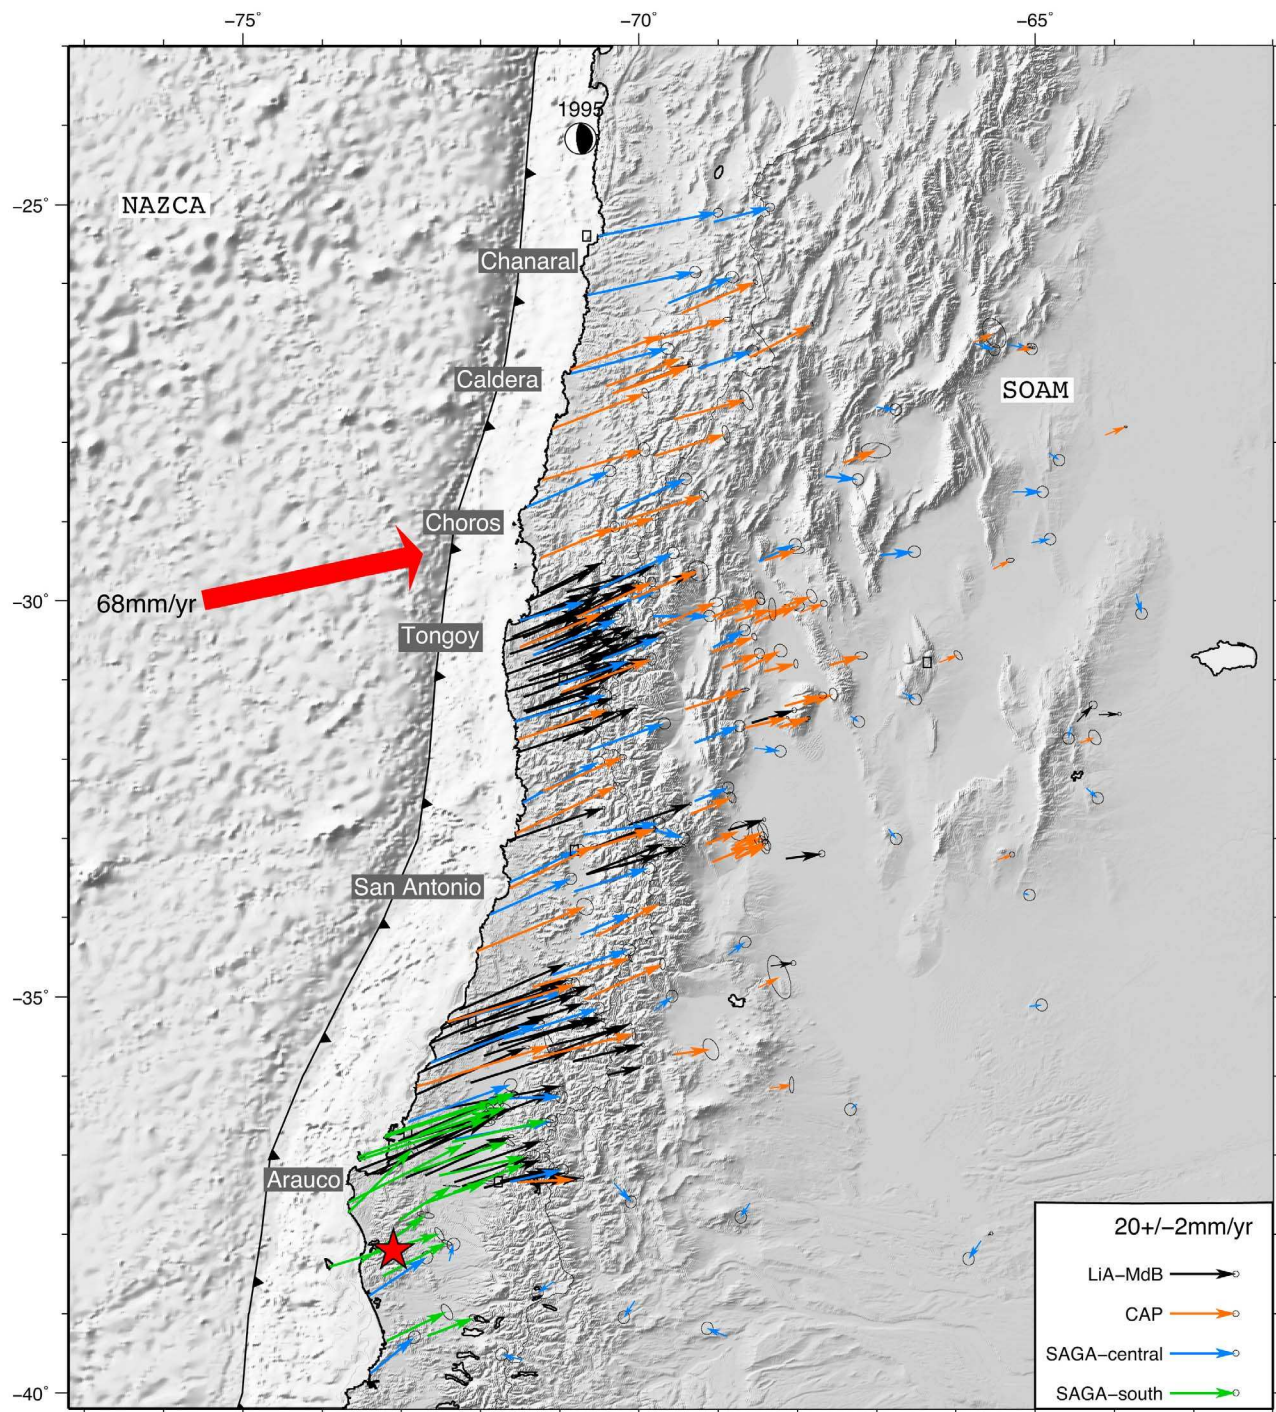 −75°
−70°
−65°
1995
−25°
NAZCA
Chanaral
Caldera
SOAM
Choros
−30°
68mm/yr
Tongoy
San Antonio
−35°
Arauco
20+/−2mm/yr
LiA−MdB
CAP
SAGA−central
SAGA−south
−40°